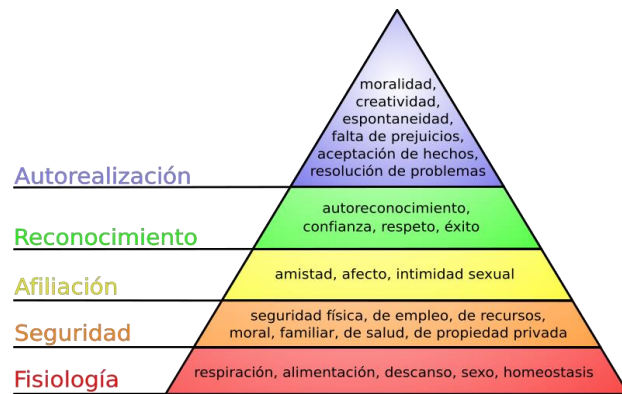 moralidad,
creatividad,
espontaneidad,
falta de prejuicios,
aceptación de hechos,
resolución de problemas
Autorealización
autoreconocimiento,
confianza, respeto, éxito
Reconocimiento
amistad, afecto, intimidad sexual
Afiliación
seguridad física, de empleo, de recursos,
moral, familiar, de salud, de propiedad privada
Seguridad
respiración, alimentación, descanso, sexo, homeostasis
Fisiología